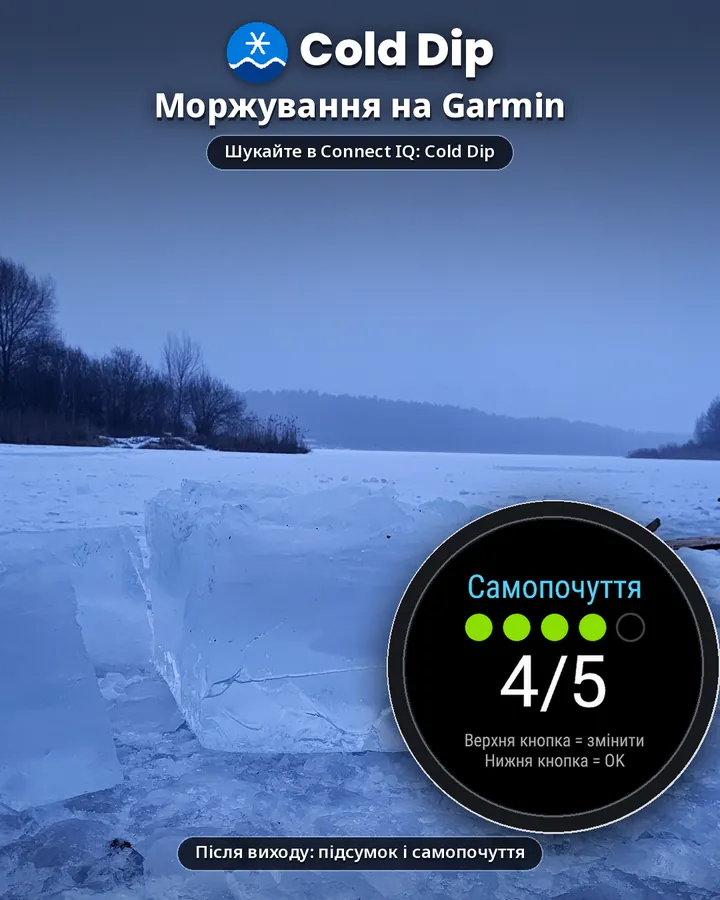 Cold Dip
Моржування на Garmin
Шукайте в Connect IQ: Cold Dip
Самопочуття
4/5
Верхня кнопка = змінити
Нижня кнопка = OK
Після виходу: підсумок і самопочуття